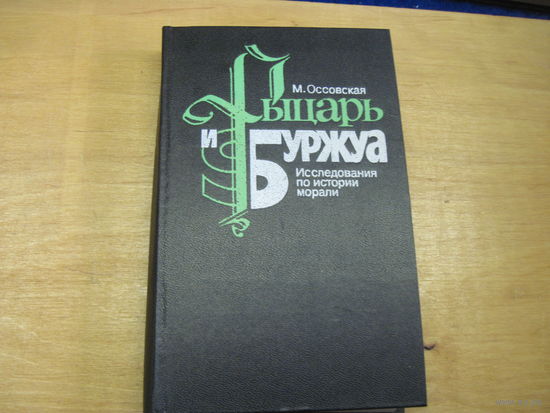 М. Оссовская
Рыцарь
и
Буржуа
Исследования
по истории
морали